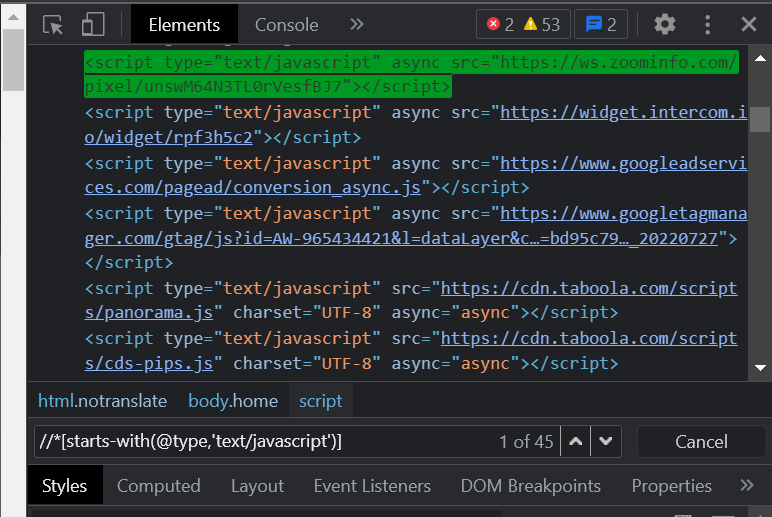 Elements Console » 2 53 2
<script type="text/javascript" async src="https://ws.zoominfo.com/
pixel/unswM64N3TL0rVesfBJ7"></script>
<script type="text/javascript" async src="https://widget.intercom.i
o/widget/rpf3h5c2"></script>
<script type="text/javascript" async src="https://www.googleadservi
ces.com/pagead/conversion_async.js"></script>
<script type="text/javascript" async src="https://www.googletagmana
ger.com/gtag/js?id=AW-965434421&l=dataLayer&c…=bd95c79…_20220727">
</script>
<script type="text/javascript" src="https://cdn.taboola.com/script
s/panorama.js" charset="UTF-8" async="async"></script>
<script type="text/javascript" src="https://cdn.taboola.com/script
s/cds-pips.js" charset="UTF-8" async="async"></script>
html.notranslate body.home script
//*[starts-with(@type,'text/javascript')] 1 of 45 Cancel
Styles Computed Layout Event Listeners DOM Breakpoints Properties »